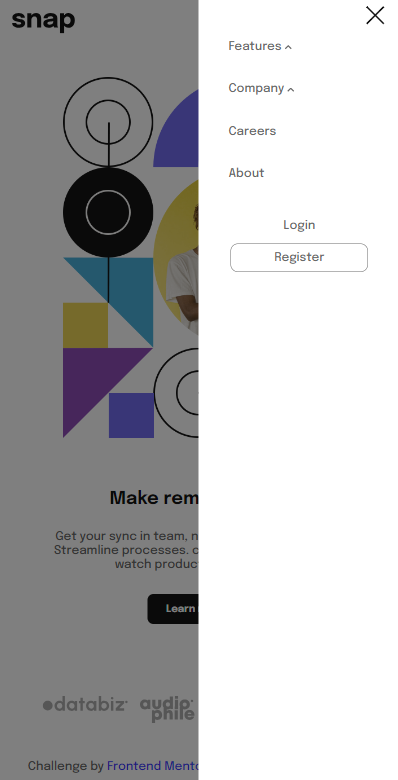 snap
Features
Company
Careers
About
Login
Register
Make rem
Get your sync in team, n
Streamline processes. c
watch produc
Learn
databiz
audio
phile
Challenge by Frontend Mento